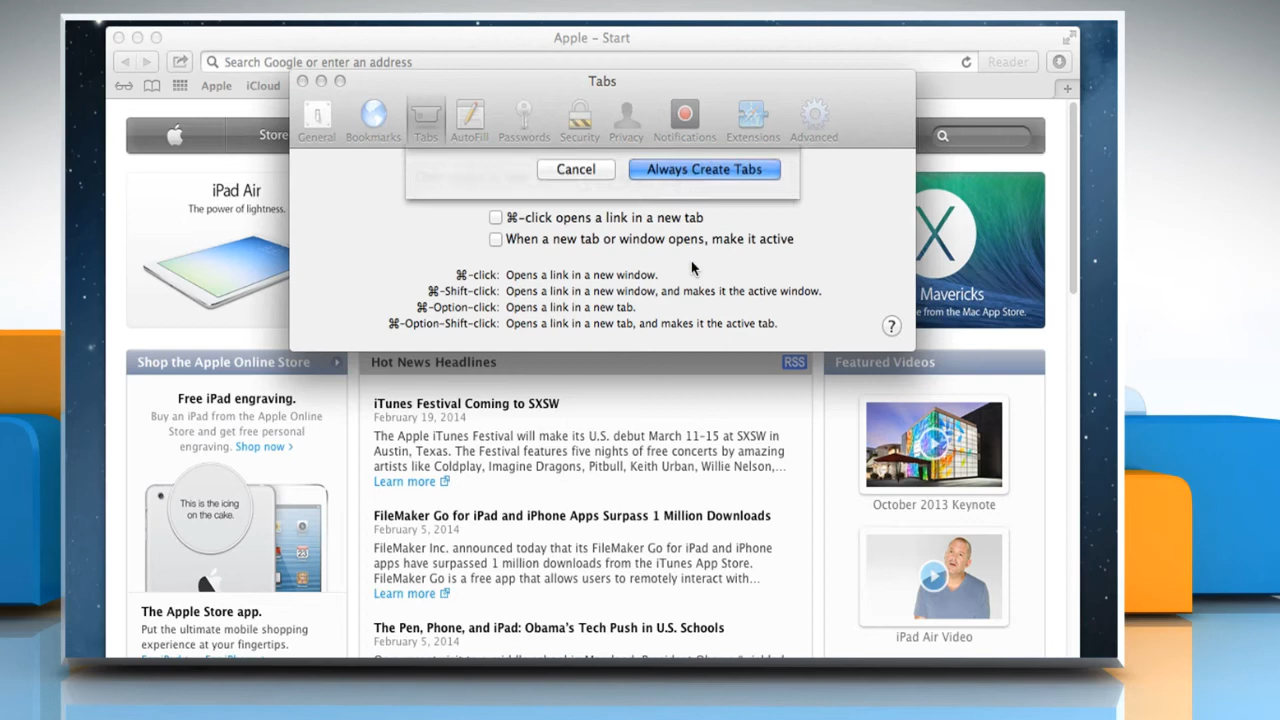 Apple – Start
Search Google or enter an address
Reader
Apple
iCloud
Tabs
General
Bookmarks
Tabs
AutoFill
Passwords
Security
Privacy
Notifications
Extensions
Advanced
Cancel
Always Create Tabs
⌘-click opens a link in a new tab
When a new tab or window opens, make it active
⌘-click: Opens a link in a new window.
⌘-Shift-click: Opens a link in a new window, and makes it the active window.
⌘-Option-click: Opens a link in a new tab.
⌘-Option-Shift-click: Opens a link in a new tab, and makes it the active tab.
?
Store
iPad Air
The power of lightness.
X
Mavericks
from the Mac App Store.
Shop the Apple Online Store
Free iPad engraving.
Buy an iPad from the Apple Online
Store and get free personal
engraving. Shop now >
This is the icing
on the cake.
The Apple Store app.
Put the ultimate mobile shopping
experience at your fingertips.
Hot News Headlines
RSS
iTunes Festival Coming to SXSW
February 19, 2014
The Apple iTunes Festival will make its U.S. debut March 11-15 at SXSW in
Austin, Texas. The Festival features five nights of free concerts by amazing
artists like Coldplay, Imagine Dragons, Pitbull, Keith Urban, Willie Nelson,...
Learn more
FileMaker Go for iPad and iPhone Apps Surpass 1 Million Downloads
February 5, 2014
FileMaker Inc. announced today that its FileMaker Go for iPad and iPhone
apps have surpassed 1 million downloads from the iTunes App Store.
FileMaker Go is a free app that allows users to remotely interact with...
Learn more
The Pen, Phone, and iPad: Obama's Tech Push in U.S. Schools
February 5, 2014
Featured Videos
October 2013 Keynote
iPad Air Video